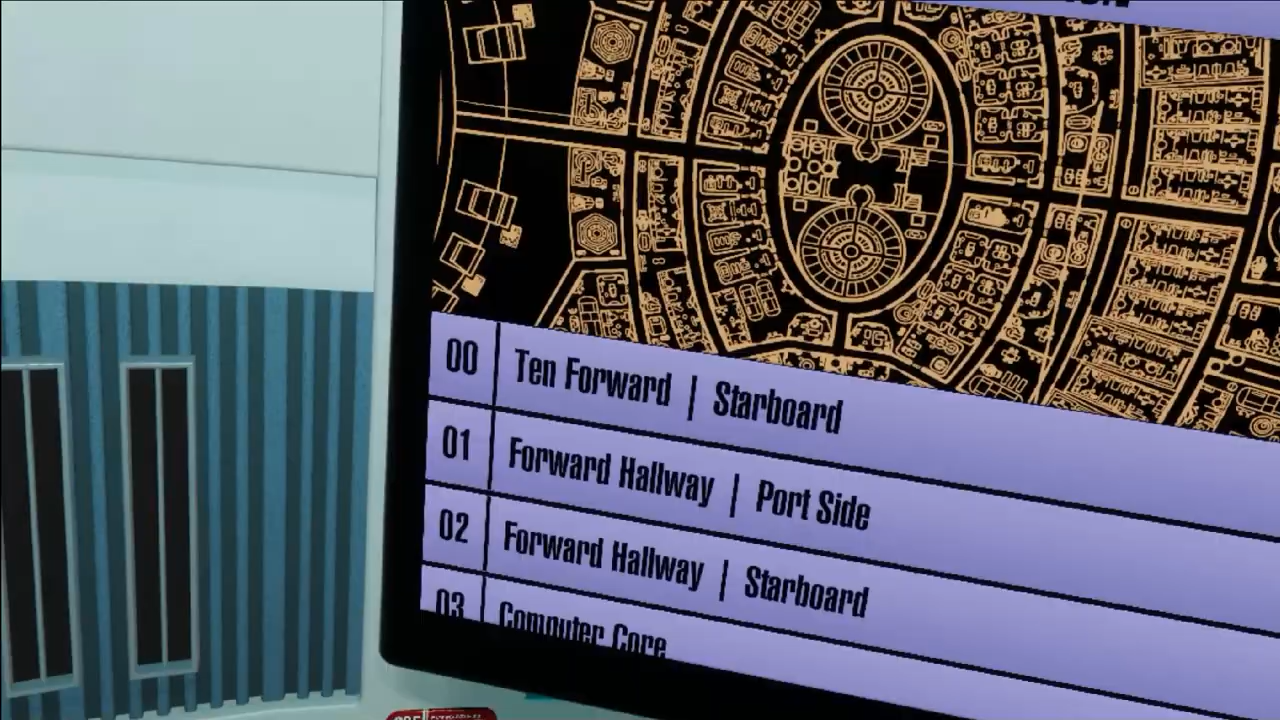 00 Ten Forward | Starboard
01 Forward Hallway | Port Side
02 Forward Hallway | Starboard
03 Computer Core